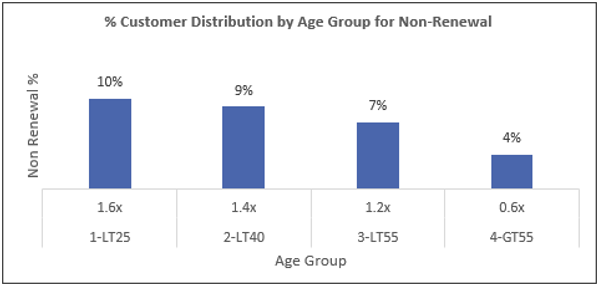 % Customer Distribution by Age Group for Non-Renewal
Non Renewal %
10%
9%
7%
4%
1.6x 1.4x 1.2x 0.6x
1-LT25 2-LT40 3-LT55 4-GT55
Age Group